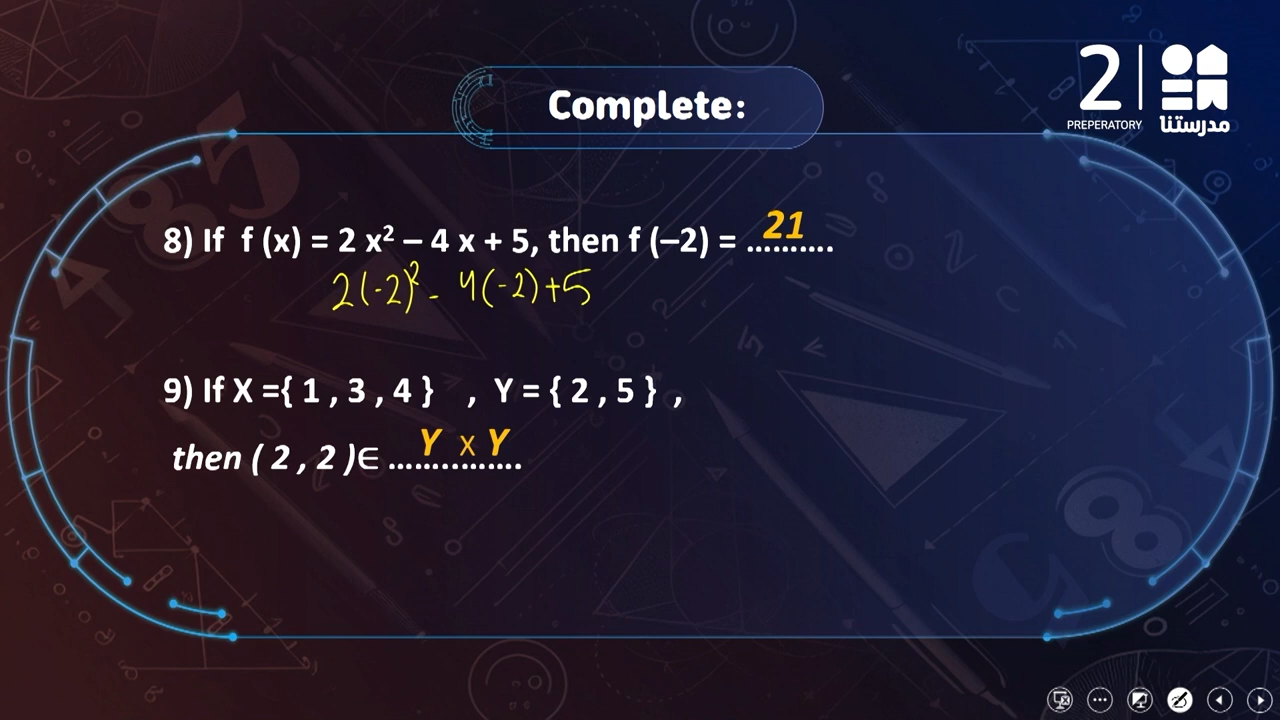 Complete:
2
PREPERATORY
مدرستنا
8) If f (x) = 2 x² – 4 x + 5, then f (–2) = .......... 21
2(-2)² - 4(-2)+5
9) If X ={ 1 , 3 , 4 } , Y = { 2 , 5 } ,
then ( 2 , 2 )∈ ................ Y x Y